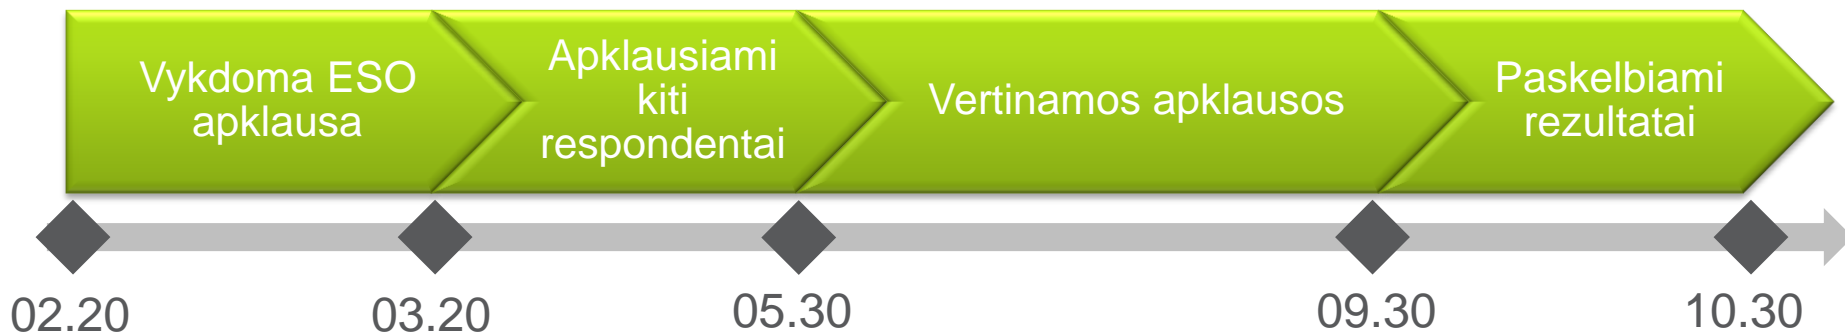 Vykdoma ESO
apklausa
Apklausiami
kiti
respondentai
Vertinamos apklausos
Paskelbiami
rezultatai
02.20
03.20
05.30
09.30
10.30